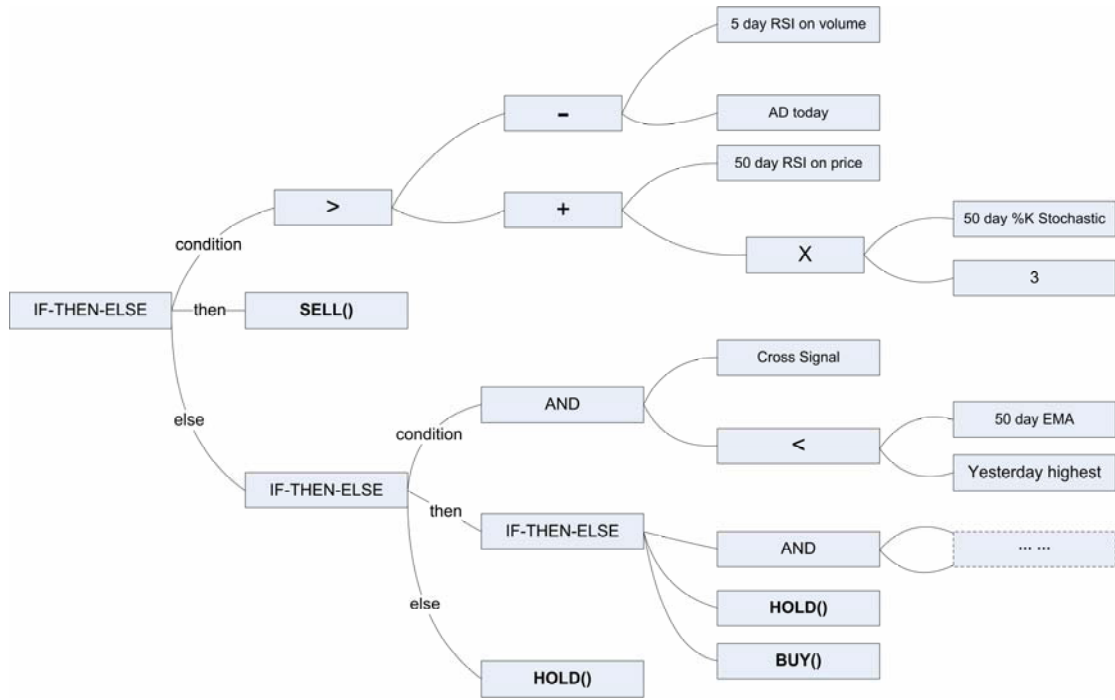 5 day RSI on volume
-
AD today
50 day RSI on price
>
+
50 day %K Stochastic
X
condition
3
IF-THEN-ELSE
then
SELL()
Cross Signal
AND
else
50 day EMA
condition
<
Yesterday highest
IF-THEN-ELSE
then
IF-THEN-ELSE
AND
... ...
else
HOLD()
BUY()
HOLD()